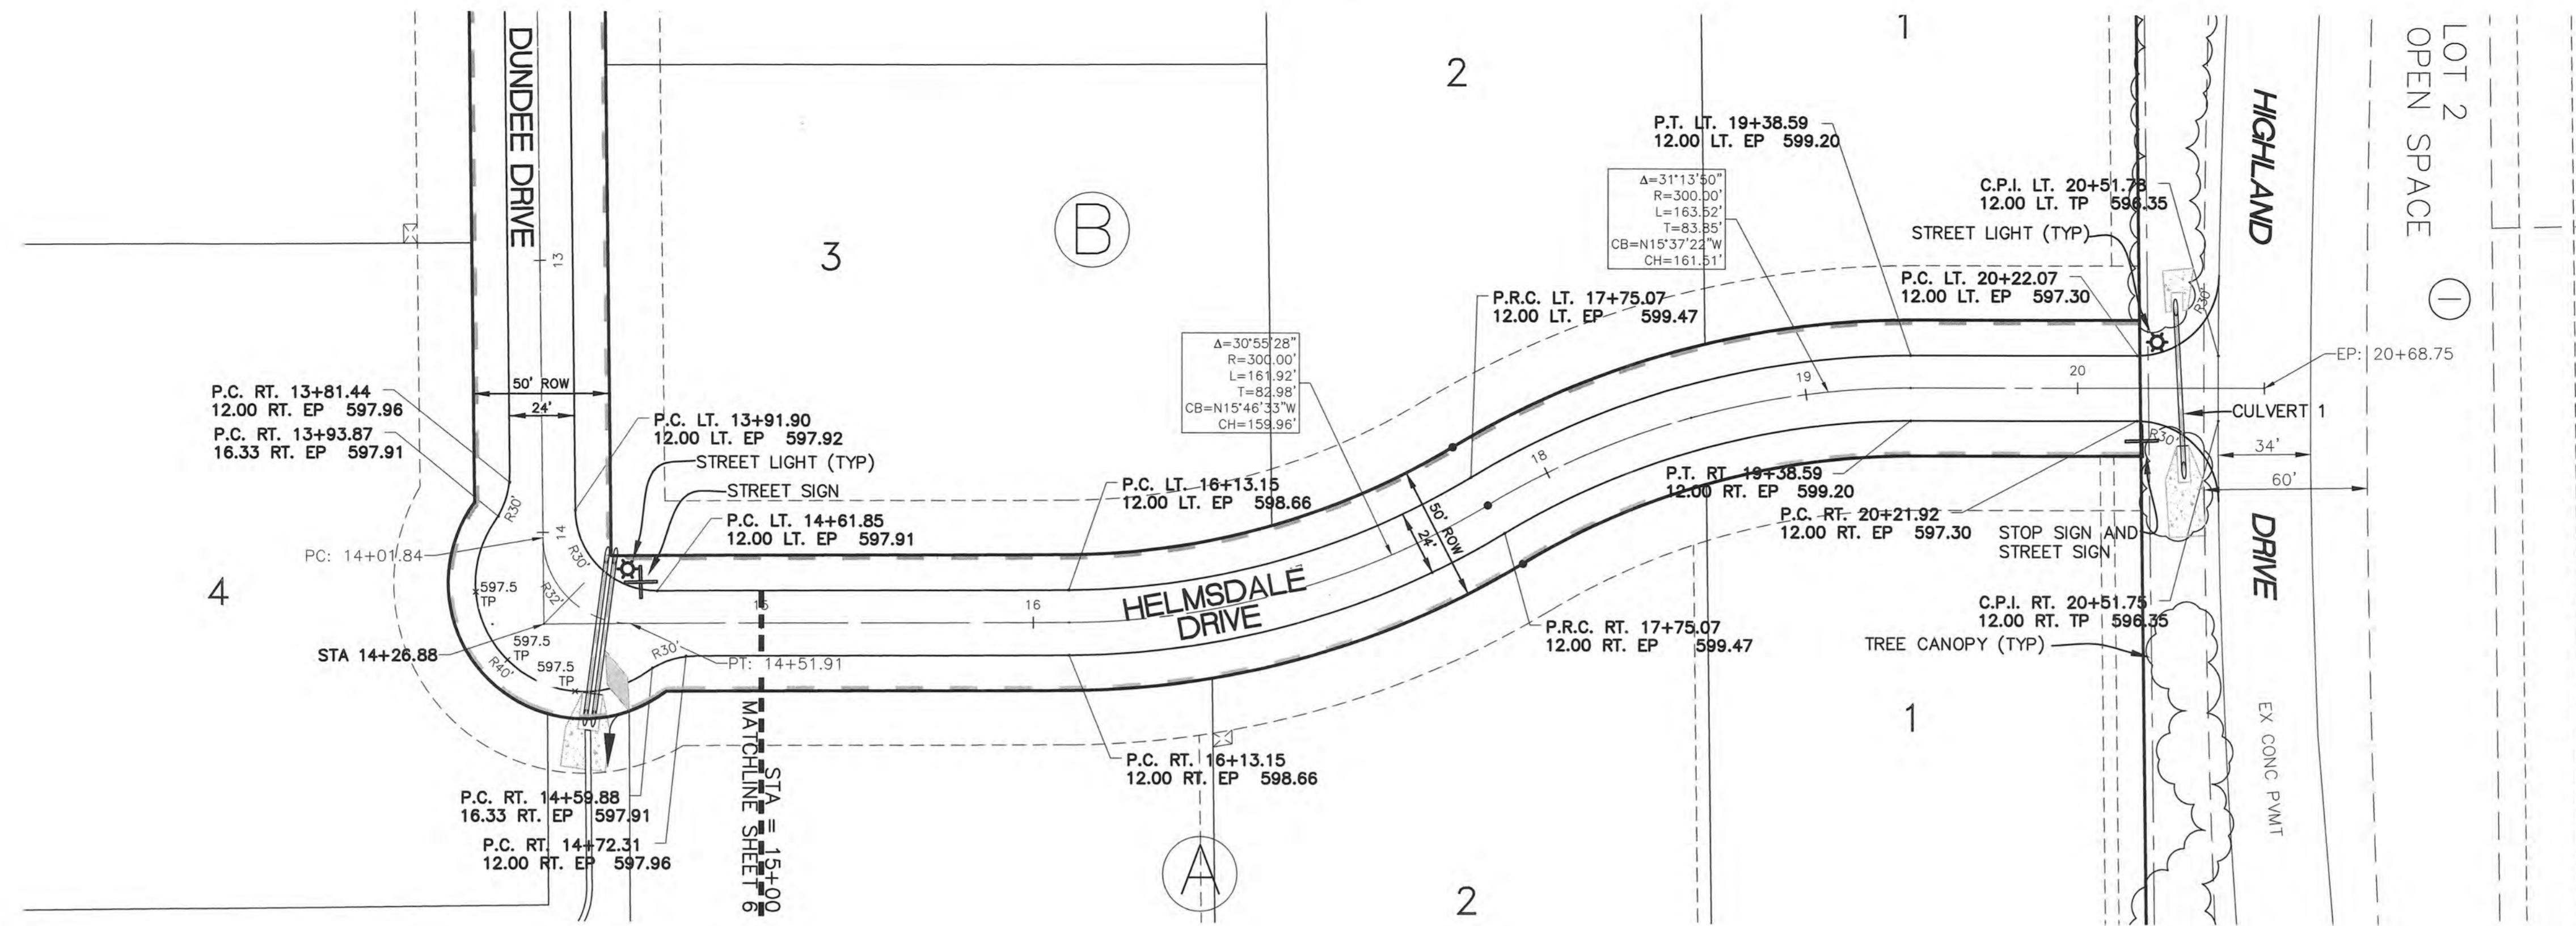 DUNDEE DRIVE
13
50' ROW
24'
P.C. RT. 13+81.44
12.00 RT. EP 597.96
P.C. RT. 13+93.87
16.33 RT. EP 597.91
R30'
14
PC: 14+01.84
R30'
R32'
597.5
TP
STA 14+26.88
597.5
TP
R40'
597.5
TP
R30'
PT: 14+51.91
4
P.C. LT. 13+91.90
12.00 LT. EP 597.92
STREET LIGHT (TYP)
STREET SIGN
P.C. LT. 14+61.85
12.00 LT. EP 597.91
P.C. RT. 14+59.88
16.33 RT. EP 597.91
P.C. RT. 14+72.31
12.00 RT. EP 597.96
15
STA = 15+00
MATCHLINE SHEET 6
3
B
16
P.C. LT. 16+13.15
12.00 LT. EP 598.66
Δ=30°55'28"
R=300.00'
L=161.92'
T=82.98'
CB=N15°46'33"W
CH=159.96'
HELMSDALE
DRIVE
P.C. RT. 16+13.15
12.00 RT. EP 598.66
A
2
50' ROW
24'
P.R.C. LT. 17+75.07
12.00 LT. EP 599.47
P.R.C. RT. 17+75.07
12.00 RT. EP 599.47
18
2
1
P.T. LT. 19+38.59
12.00 LT. EP 599.20
Δ=31°13'50"
R=300.00'
L=163.52'
T=83.85'
CB=N15°37'22"W
CH=161.51'
19
P.T. RT. 19+38.59
12.00 RT. EP 599.20
P.C. RT. 20+21.92
12.00 RT. EP 597.30
C.P.I. LT. 20+51.78
12.00 LT. TP 596.35
STREET LIGHT (TYP)
P.C. LT. 20+22.07
12.00 LT. EP 597.30
20
R30'
EP: 20+68.75
CULVERT 1
R30'
34'
60'
STOP SIGN AND
STREET SIGN
C.P.I. RT. 20+51.75
12.00 RT. TP 596.35
TREE CANOPY (TYP)
1
HIGHLAND
DRIVE
EX CONC PVMT
LOT 2
OPEN SPACE
1